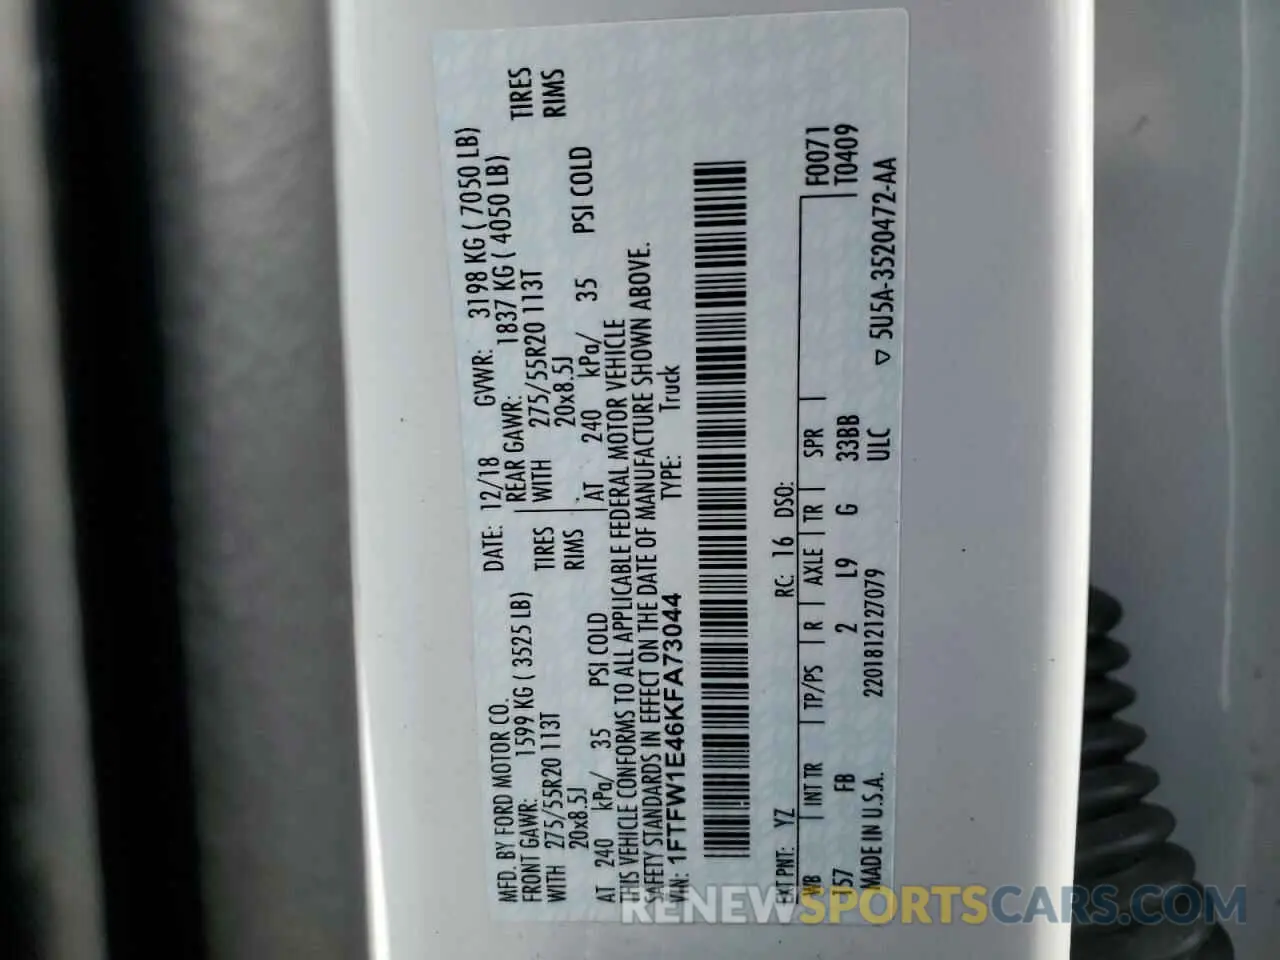 MFD. BY FORD MOTOR CO. DATE: 12/18 GVWR: 3198 KG ( 7050 LB)
FRONT GAWR: 1599 KG ( 3525 LB) REAR GAWR: 1837 KG ( 4050 LB)
WITH 275/55R20 113T TIRES WITH 275/55R20 113T TIRES
20x8.5J RIMS 20x8.5J RIMS
AT 240 kPa/ 35 PSI COLD AT 240 kPa/ 35 PSI COLD
THIS VEHICLE CONFORMS TO ALL APPLICABLE FEDERAL MOTOR VEHICLE
SAFETY STANDARDS IN EFFECT ON THE DATE OF MANUFACTURE SHOWN ABOVE.
VIN: 1FTFW1E46KFA73044 TYPE: Truck
EXT PNT: YZ RC: 16 DSO:
WB INT TR TP/PS R AXLE TR SPR F0071
157 FB 2 L9 G 33BB T0409
MADE IN U.S.A. 2201812127079 ULC ▽ 5U5A-3520472-AA
RENEWSPORTSCARS.COM